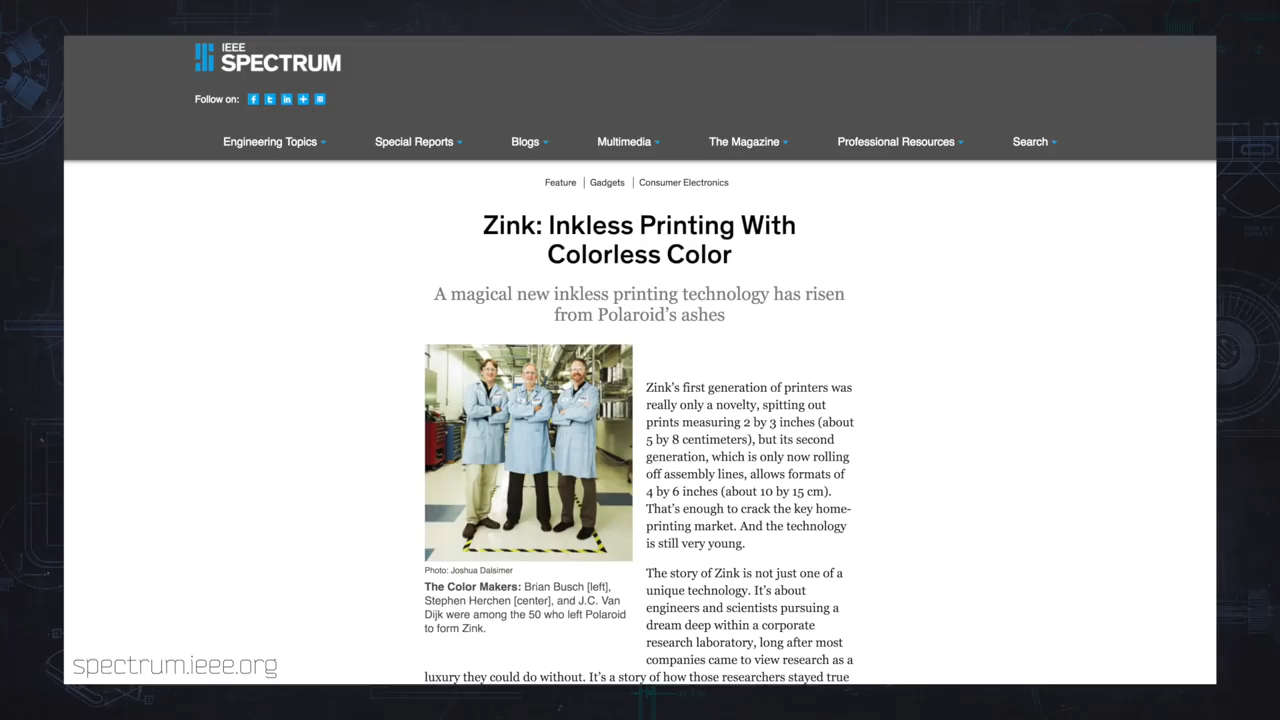 IEEE
SPECTRUM
Follow on:
Engineering Topics
Special Reports
Blogs
Multimedia
The Magazine
Professional Resources
Search
Feature | Gadgets | Consumer Electronics
Zink: Inkless Printing With
Colorless Color
A magical new inkless printing technology has risen
from Polaroid’s ashes
Photo: Joshua Dalsimer
The Color Makers: Brian Busch [left],
Stephen Herchen [center], and J.C. Van
Dijk were among the 50 who left Polaroid
to form Zink.
Zink’s first generation of printers was
really only a novelty, spitting out
prints measuring 2 by 3 inches (about
5 by 8 centimeters), but its second
generation, which is only now rolling
off assembly lines, allows formats of
4 by 6 inches (about 10 by 15 cm).
That’s enough to crack the key home-
printing market. And the technology
is still very young.
The story of Zink is not just one of a
unique technology. It’s about
engineers and scientists pursuing a
dream deep within a corporate
research laboratory, long after most
companies came to view research as a
luxury they could do without. It’s a story of how those researchers stayed true
spectrum.ieee.org